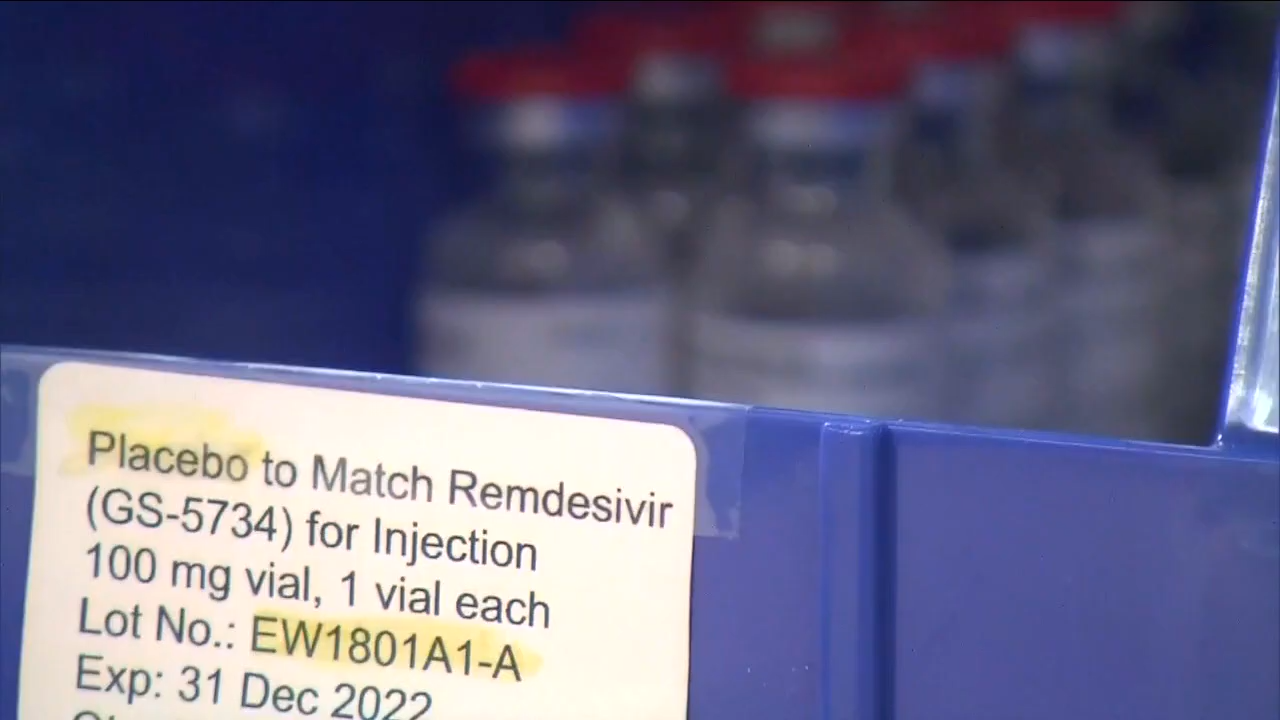 Placebo to Match Remdesivir
(GS-5734) for Injection
100 mg vial, 1 vial each
Lot No.: EW1801A1-A
Exp: 31 Dec 2022